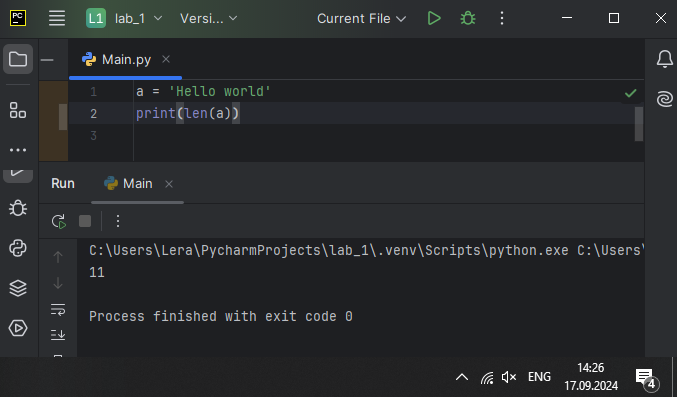 PC L1 lab_1 Versi... Current File
Main.py
1 a = 'Hello world'
2 print(len(a))
3
Run Main
C:\Users\Lera\PycharmProjects\lab_1\.venv\Scripts\python.exe C:\Users\
11
Process finished with exit code 0
ENG 14:26
17.09.2024 4